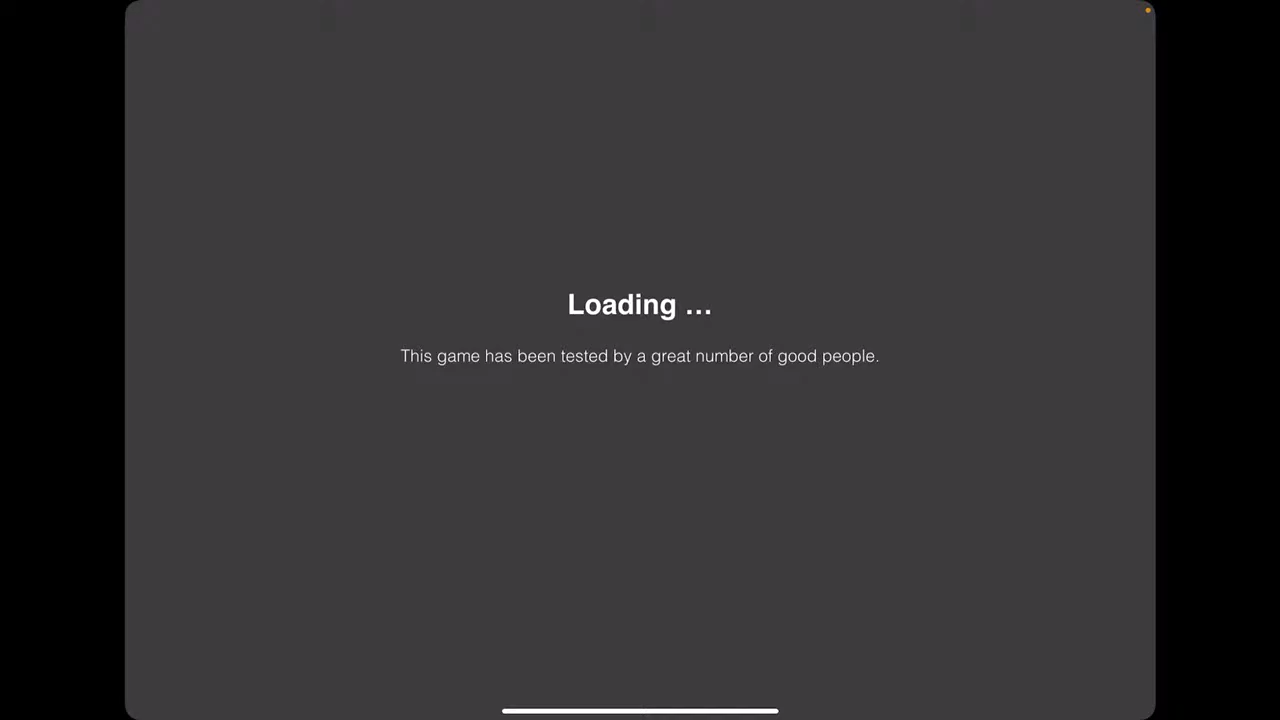 Loading …
This game has been tested by a great number of good people.